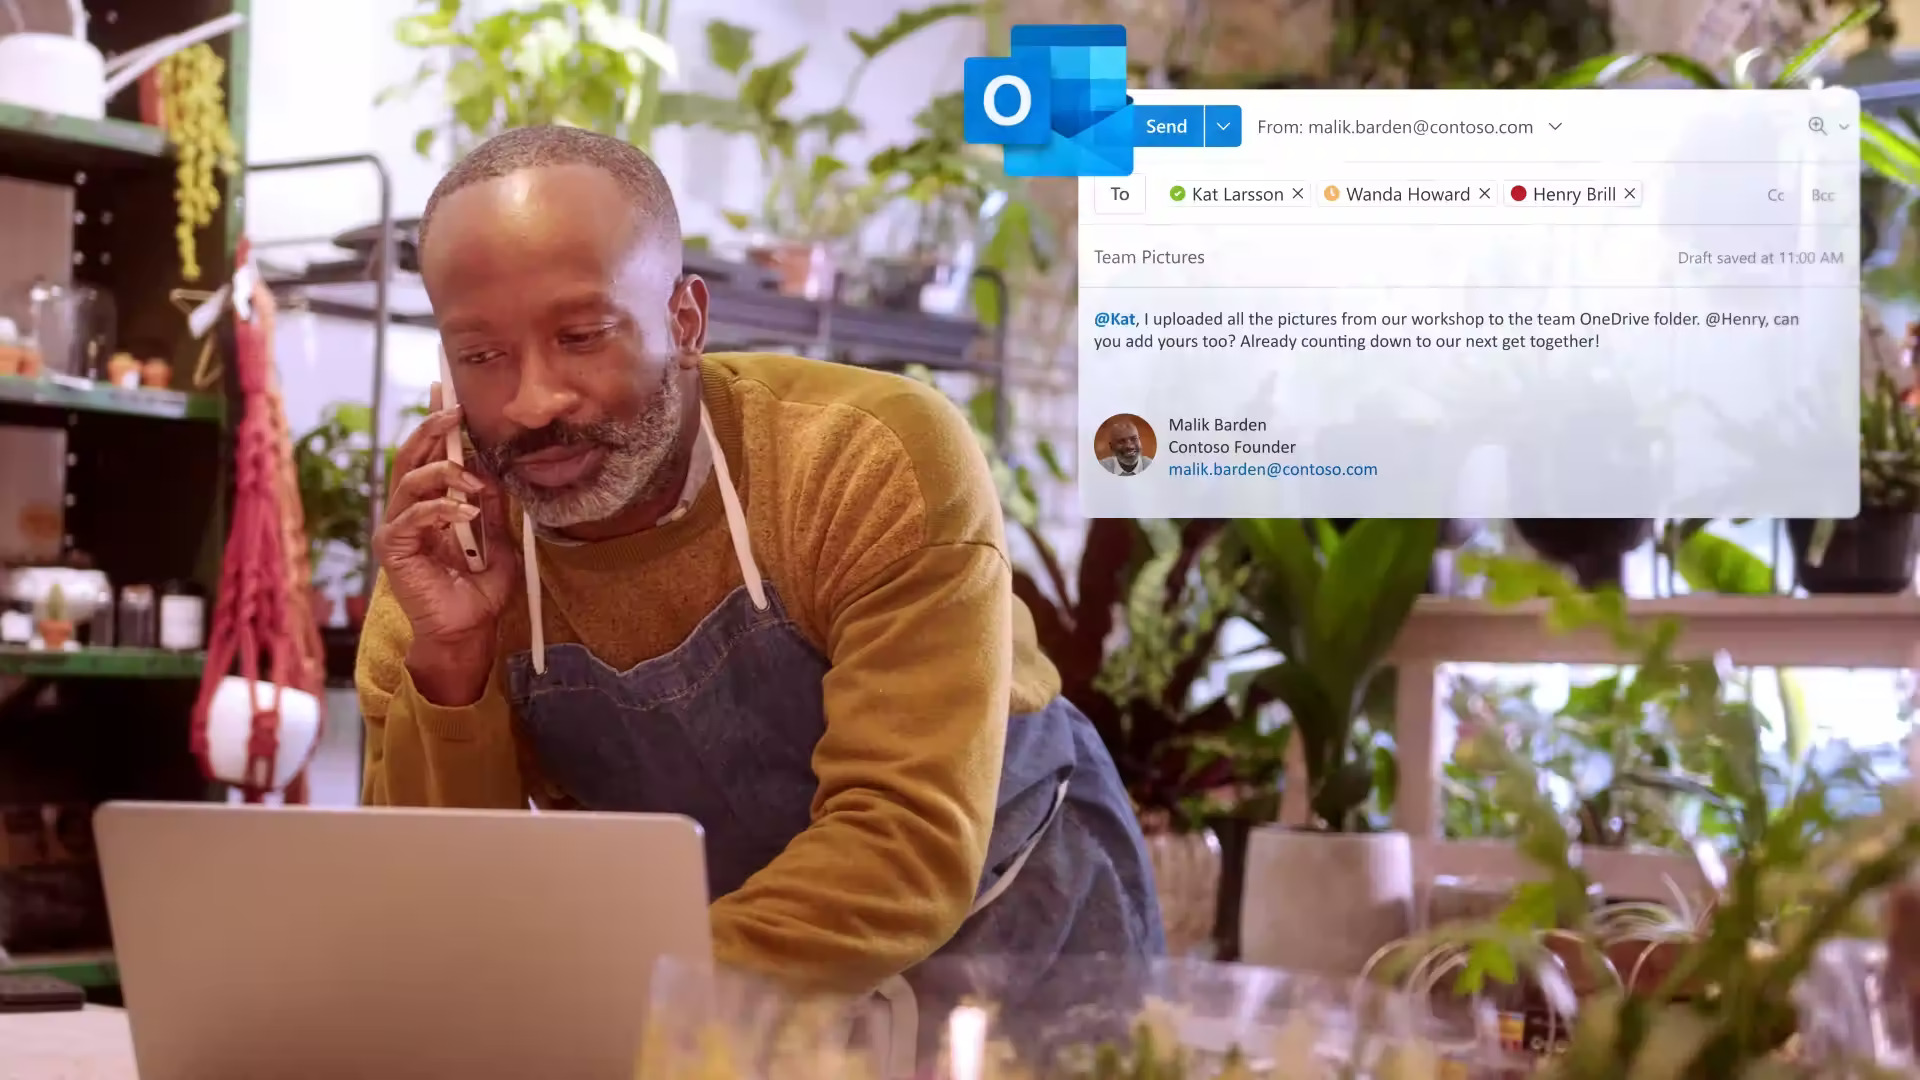 O
Send
From: malik.barden@contoso.com
To
Kat Larsson
Wanda Howard
Henry Brill
Cc
Bcc
Team Pictures
Draft saved at 11:00 AM
@Kat, I uploaded all the pictures from our workshop to the team OneDrive folder. @Henry, can
you add yours too? Already counting down to our next get together!
Malik Barden
Contoso Founder
malik.barden@contoso.com